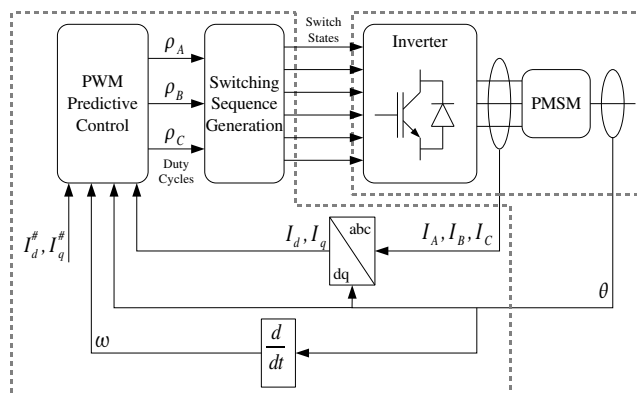 Switch
States
Inverter
PWM
Predictive
Control
ρ_A
ρ_B
ρ_C
Duty
Cycles
Switching
Sequence
Generation
PMSM
I_d^#, I_q^#
I_d, I_q
abc
dq
I_A, I_B, I_C
θ
ω
d
dt